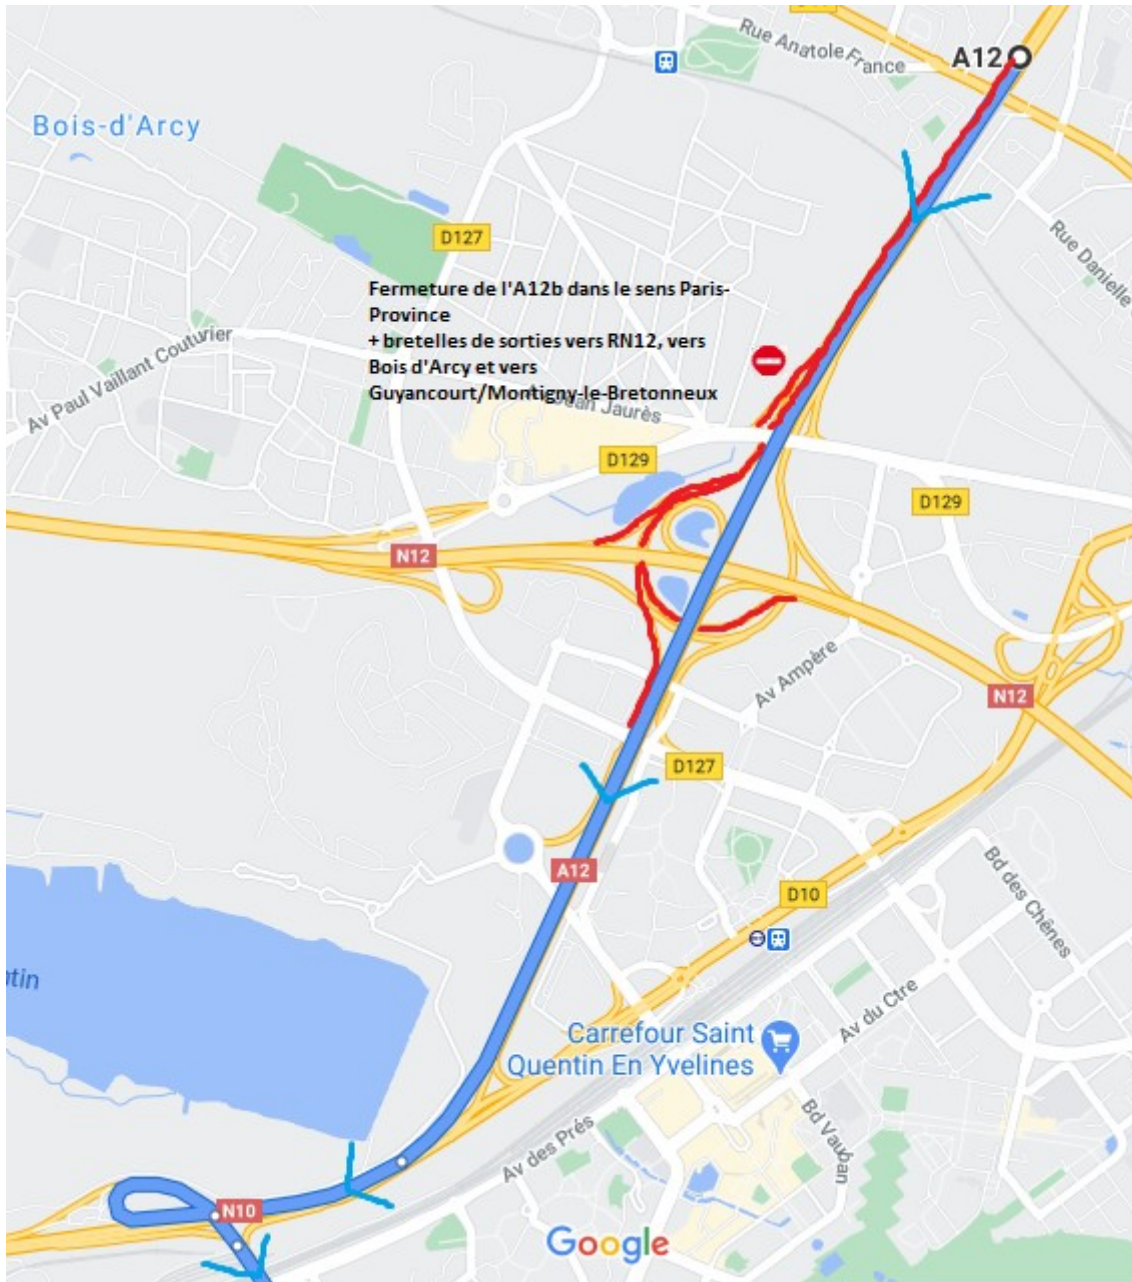 Rue Anatole France
A12
Bois-d'Arcy
D127
Rue Danielle
Fermeture de l'A12b dans le sens Paris-
Province
+ bretelles de sorties vers RN12, vers
Bois d'Arcy et vers
Guyancourt/Montigny-le-Bretonneux
Av Paul Vaillant Couturier
Jean Jaurès
D129
D129
N12
Av Ampère
N12
D127
A12
D10
Bd des Chênes
tin
Av du Ctre
Carrefour Saint
Quentin En Yvelines
Av des Prés
Bd Vauban
N10
Google